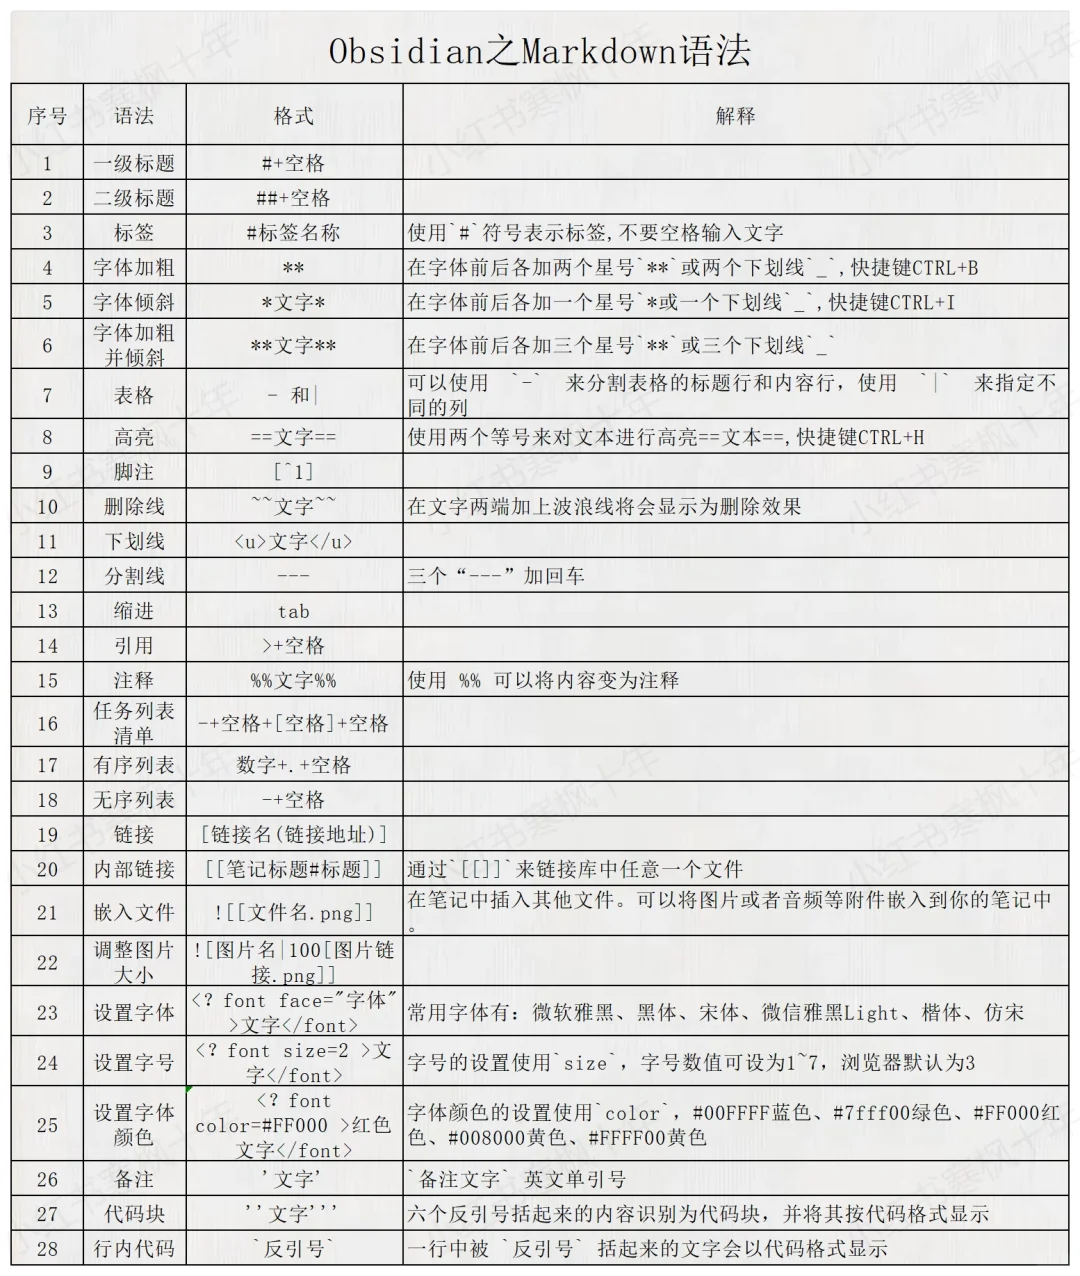 Obsidian之Markdown语法
序号 语法 格式 解释
1 一级标题 #+空格
2 二级标题 ##+空格
3 标签 #标签名称 使用`#`符号表示标签,不要空格输入文字
4 字体加粗 ** 在字体前后各加两个星号`**`或两个下划线`_`,快捷键CTRL+B
5 字体倾斜 *文字* 在字体前后各加一个星号`*或一个下划线`_`,快捷键CTRL+I
6 字体加粗并倾斜 **文字** 在字体前后各加三个星号`**`或三个下划线`_`
7 表格 - 和| 可以使用 `-` 来分割表格的标题行和内容行，使用 `|` 来指定不
同的列
8 高亮 ==文字== 使用两个等号来对文本进行高亮==文本==,快捷键CTRL+H
9 脚注 [^1]
10 删除线 ~~文字~~ 在文字两端加上波浪线将会显示为删除效果
11 下划线 <u>文字</u>
12 分割线 --- 三个“---”加回车
13 缩进 tab
14 引用 >+空格
15 注释 %%文字%% 使用 %% 可以将内容变为注释
16 任务列表清单 -+空格+[空格]+空格
17 有序列表 数字+.+空格
18 无序列表 -+空格
19 链接 [链接名(链接地址)]
20 内部链接 [[笔记标题#标题]] 通过`[[]]`来链接库中任意一个文件
21 嵌入文件 ![[文件名.png]] 在笔记中插入其他文件。可以将图片或者音频等附件嵌入到你的笔记中
。
22 调整图片大小 ![图片名|100[图片链接.png]]
23 设置字体 <? font face="字体">文字</font> 常用字体有：微软雅黑、黑体、宋体、微信雅黑Light、楷体、仿宋
24 设置字号 <? font size=2 >文字</font> 字号的设置使用`size`，字号数值可设为1~7，浏览器默认为3
25 设置字体颜色 <? font color=#FF000 >红色文字</font> 字体颜色的设置使用`color`，#00FFFF蓝色、#7fff00绿色、#FF000红
色、#008000黄色、#FFFF00黄色
26 备注 '文字' `备注文字` 英文单引号
27 代码块 ''文字''' 六个反引号括起来的内容识别为代码块，并将其按代码格式显示
28 行内代码 `反引号` 一行中被 `反引号` 括起来的文字会以代码格式显示
小红书寒枫十年